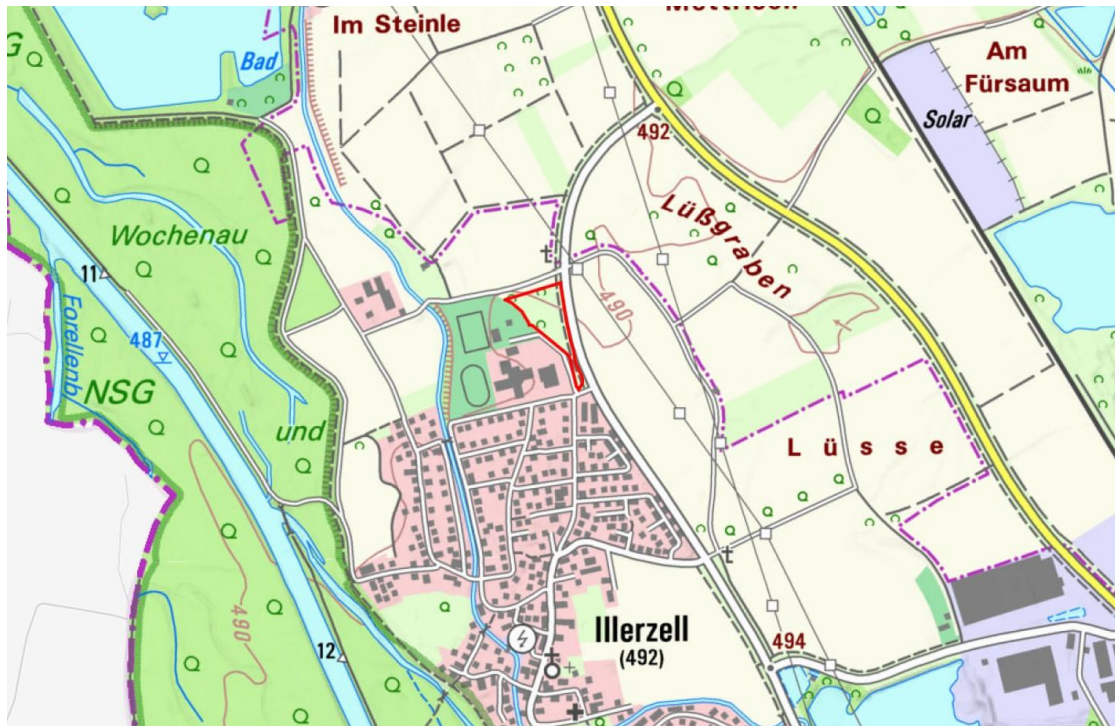 G
Im Steinle
Bad
Am
Fürsaum
Solar
492
Lüßgraben
Wochenau
11
487
Forellenb.
490
NSG
und
Lüsse
490
Illerzell
(492)
12
494